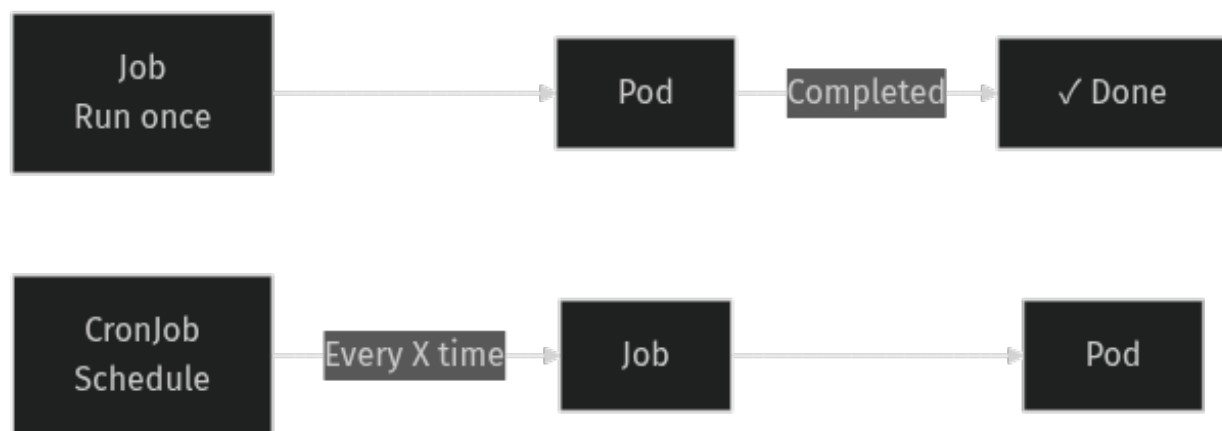 Job
Run once
Pod
Completed
✓ Done
CronJob
Schedule
Every X time
Job
Pod